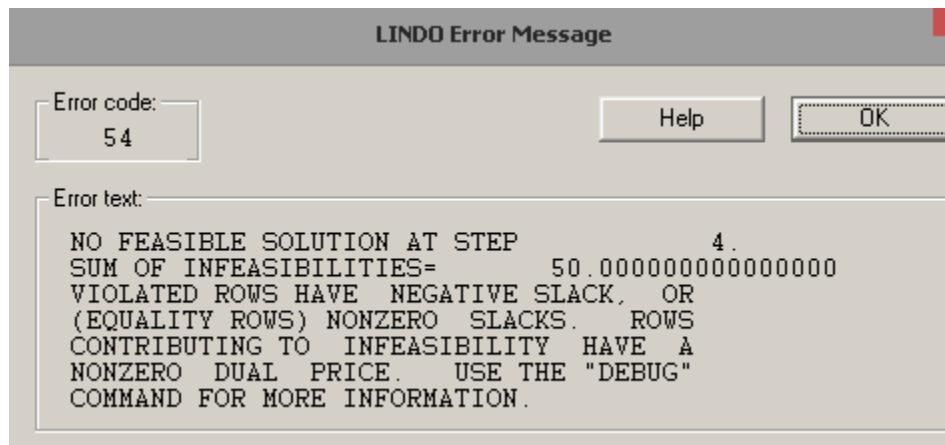 LINDO Error Message
Error code:
54
Help
OK
Error text:
NO FEASIBLE SOLUTION AT STEP 4.
SUM OF INFEASIBILITIES= 50.000000000000000
VIOLATED ROWS HAVE NEGATIVE SLACK, OR
(EQUALITY ROWS) NONZERO SLACKS. ROWS
CONTRIBUTING TO INFEASIBILITY HAVE A
NONZERO DUAL PRICE. USE THE "DEBUG"
COMMAND FOR MORE INFORMATION.